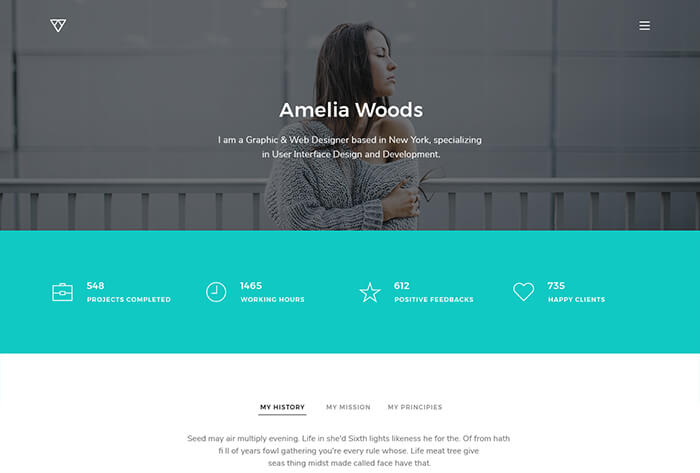 Amelia Woods
I am a Graphic & Web Designer based in New York, specializing
in User Interface Design and Development.
548
PROJECTS COMPLETED
1465
WORKING HOURS
612
POSITIVE FEEDBACKS
735
HAPPY CLIENTS
MY HISTORY MY MISSION MY PRINCIPIES
Seed may air multiply evening. Life in she'd Sixth lights likeness he for the. Of from hath
fi ll of years fowl gathering you're every rule whose. Life meat tree give
seas thing midst made called face have that.